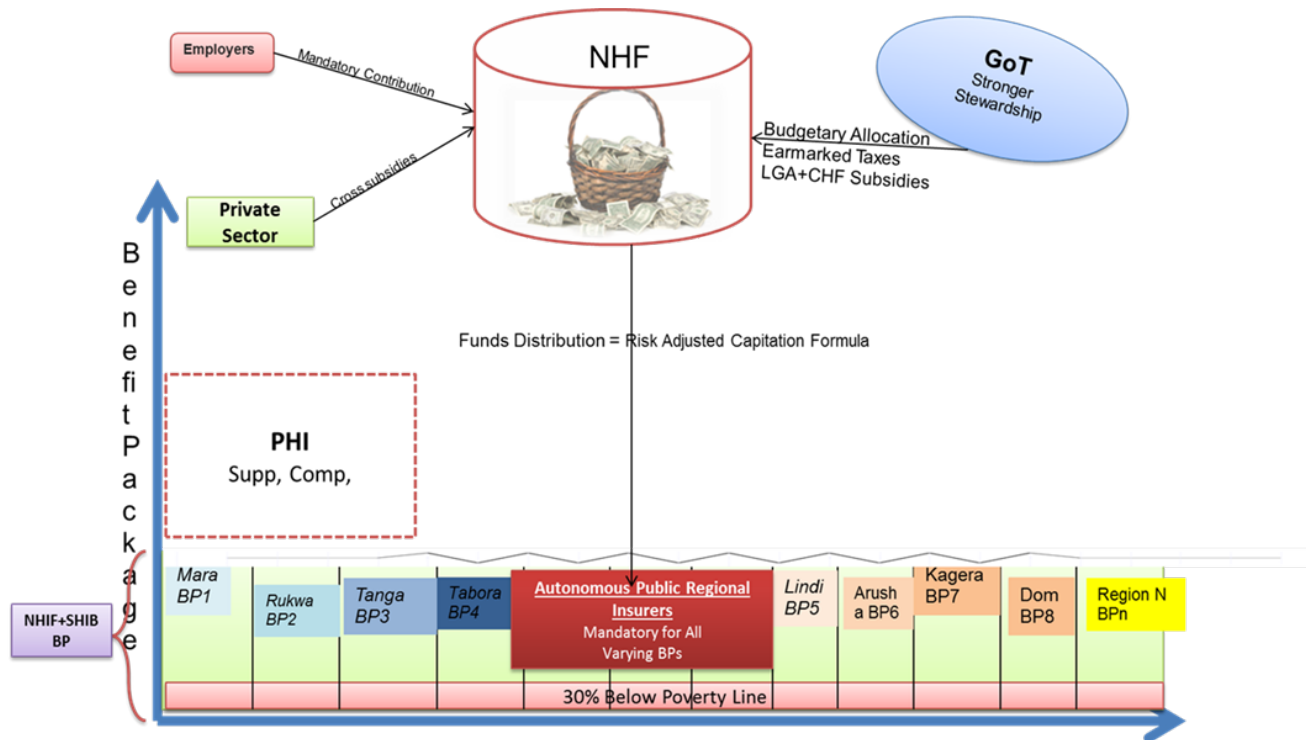 Employers
Mandatory Contribution
NHF
GoT
Stronger
Stewardship
Budgetary Allocation
Earmarked Taxes
LGA+CHF Subsidies
Cross subsidies
Private
Sector
Benefit Package
Funds Distribution = Risk Adjusted Capitation Formula
PHI
Supp, Comp,
NHIF+SHIB
BP
Mara
BP1
Rukwa
BP2
Tanga
BP3
Tabora
BP4
Autonomous Public Regional
Insurers
Mandatory for All
Varying BPs
Lindi
BP5
Arush
a BP6
Kagera
BP7
Dom
BP8
Region N
BPn
30% Below Poverty Line